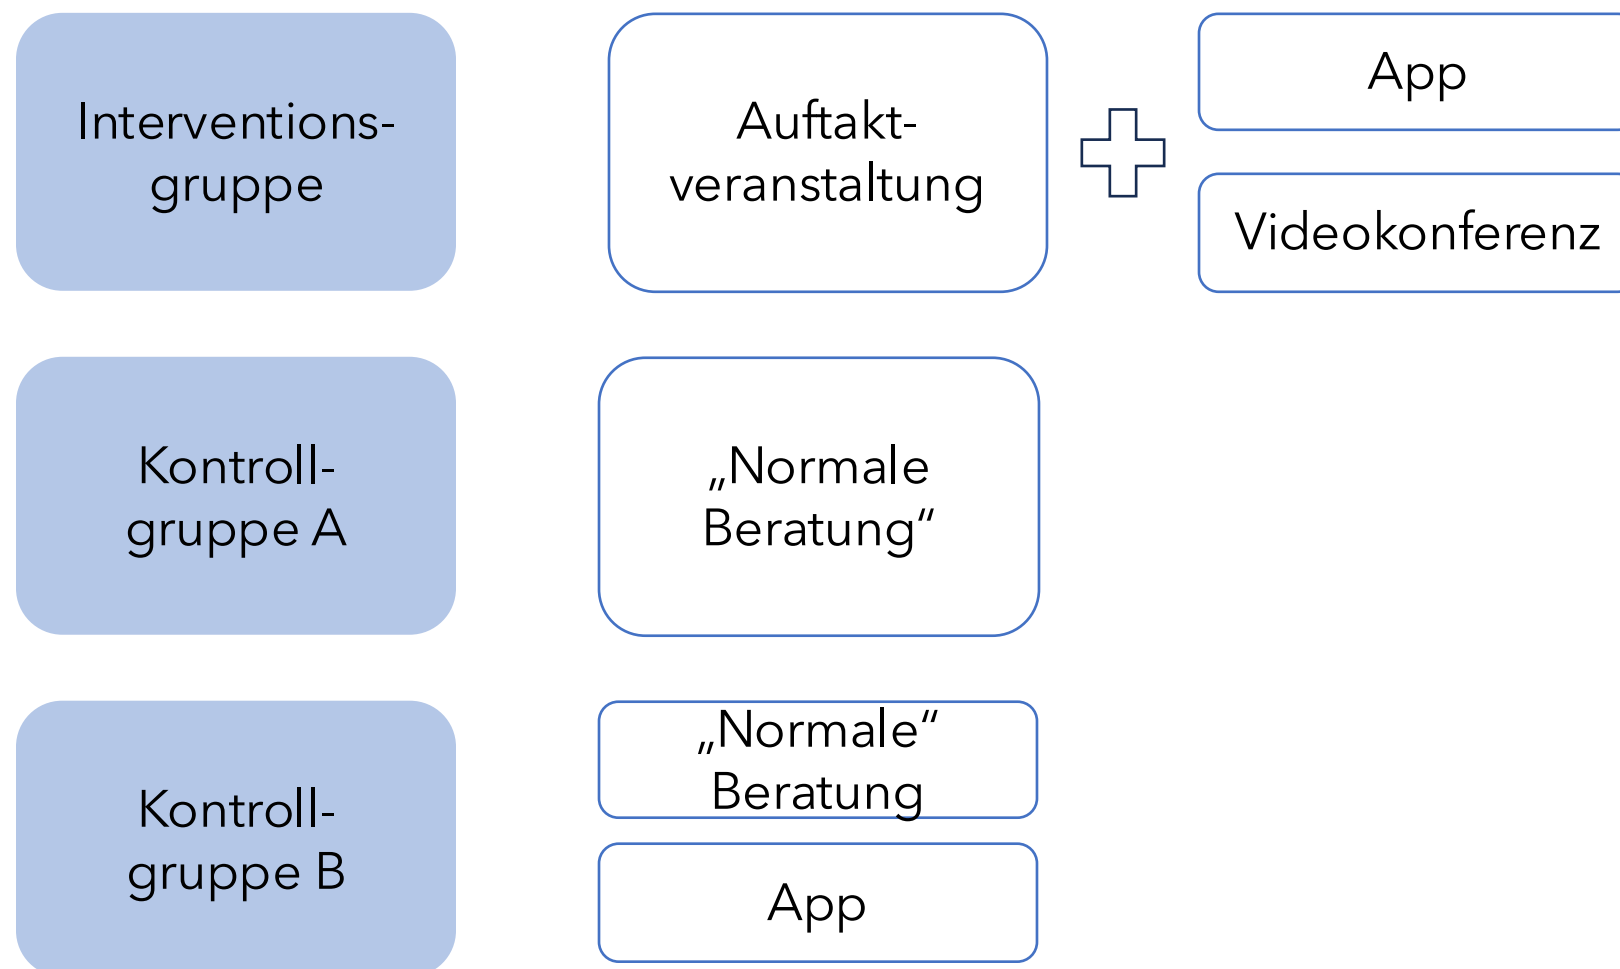 Interventions-
gruppe
Auftakt-
veranstaltung
App
Videokonferenz
Kontroll-
gruppe A
„Normale
Beratung“
Kontroll-
gruppe B
„Normale“
Beratung
App